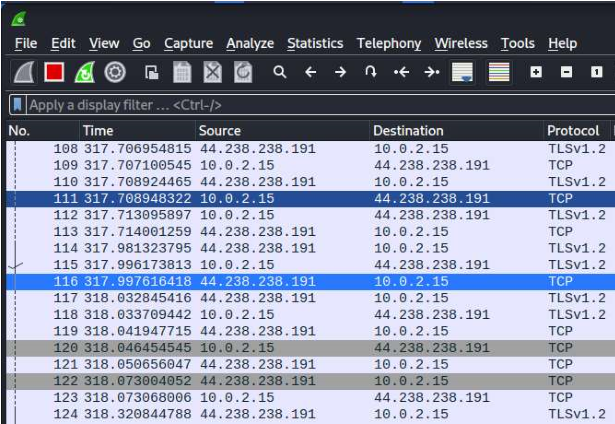 File Edit View Go Capture Analyze Statistics Telephony Wireless Tools Help
Apply a display filter ... <Ctrl-/>
No. Time Source Destination Protocol
108 317.706954815 44.238.238.191 10.0.2.15 TLSv1.2
109 317.707100545 10.0.2.15 44.238.238.191 TCP
110 317.708924465 44.238.238.191 10.0.2.15 TLSv1.2
111 317.708948322 10.0.2.15 44.238.238.191 TCP
112 317.713095897 10.0.2.15 44.238.238.191 TLSv1.2
113 317.714001259 44.238.238.191 10.0.2.15 TCP
114 317.981323795 44.238.238.191 10.0.2.15 TLSv1.2
115 317.996173813 10.0.2.15 44.238.238.191 TLSv1.2
116 317.997616418 44.238.238.191 10.0.2.15 TCP
117 318.032845416 44.238.238.191 10.0.2.15 TLSv1.2
118 318.033709442 10.0.2.15 44.238.238.191 TLSv1.2
119 318.041947715 44.238.238.191 10.0.2.15 TCP
120 318.046454545 10.0.2.15 44.238.238.191 TCP
121 318.050656047 44.238.238.191 10.0.2.15 TCP
122 318.073004052 44.238.238.191 10.0.2.15 TCP
123 318.073068006 10.0.2.15 44.238.238.191 TCP
124 318.320844788 44.238.238.191 10.0.2.15 TLSv1.2